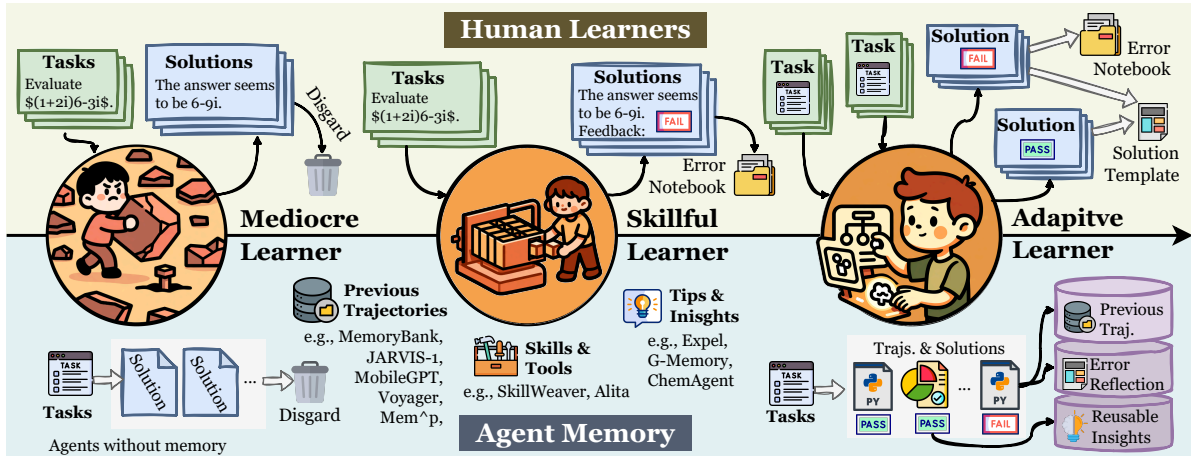 Human Learners
Tasks
Evaluate
$(1+2i)6-3i$.
Solutions
The answer seems
to be 6-9i.
Disgard
Mediocre
Learner
Tasks
Evaluate
$(1+2i)6-3i$.
Solutions
The answer seems
to be 6-9i.
Feedback: FAIL
Error
Notebook
Skillful
Learner
Task
TASK
Task
TASK
Solution
FAIL
Error
Notebook
Solution
PASS
Solution
Template
Adapitve
Learner
TASK
Tasks
Solution
Solution
...
Disgard
Agents without memory
Previous
Trajectories
e.g., MemoryBank,
JARVIS-1,
MobileGPT,
Voyager,
Mem^p,
Skills &
Tools
e.g., SkillWeaver, Alita
Tips &
Inisghts
e.g., Expel,
G-Memory,
ChemAgent
TASK
Tasks
Trajs. & Solutions
PY
...
PY
PASS
PASS
FAIL
Previous
Traj.
Error
Reflection
Reusable
Insights
Agent Memory